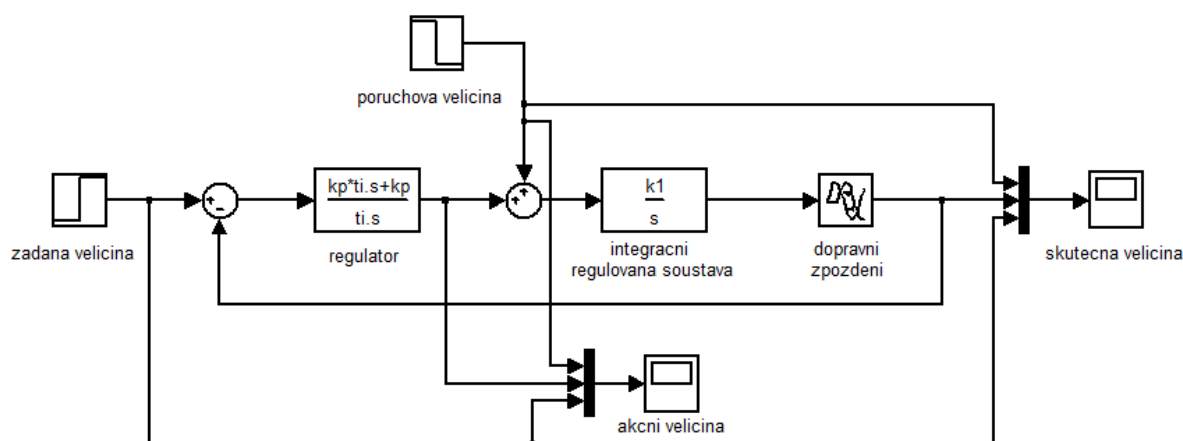 poruchova velicina
zadana velicina
+
-
kp*ti.s+kp
ti.s
regulator
+
+
k1
s
integracni
regulovana soustava
dopravni
zpozdeni
skutecna velicina
akcni velicina